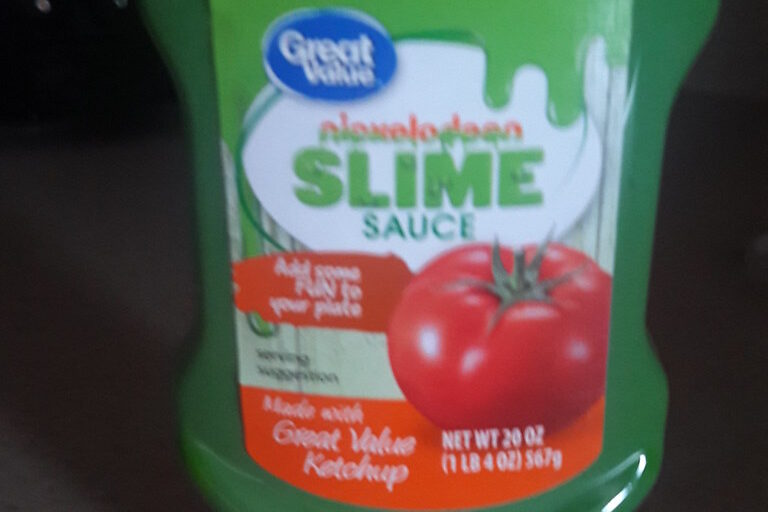 Great
Value
nickelodeon
SLIME
SAUCE
Add some
FUN to
your plate
serving
suggestion
Made with
Great Value
Ketchup
NET WT 20 OZ
(1 LB 4 OZ) 567g